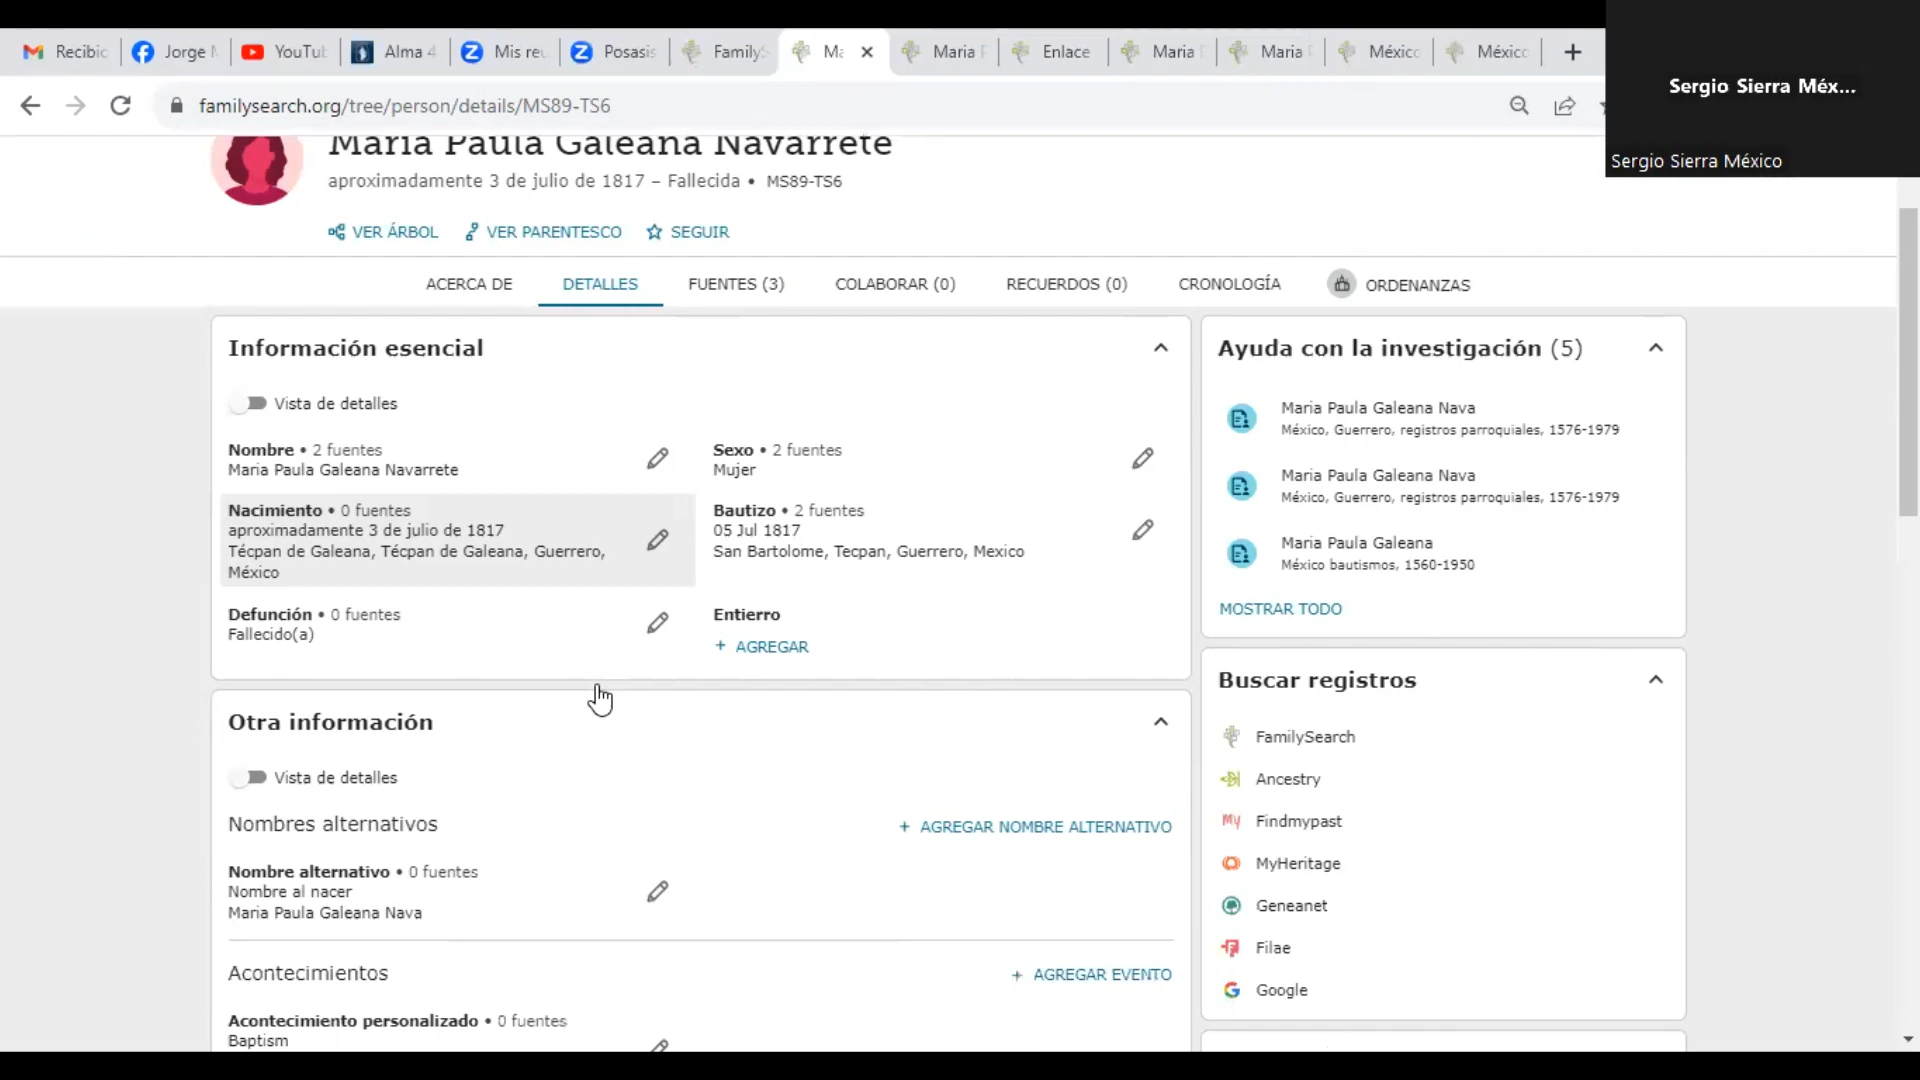 Recibic
Jorge M
YouTub
Alma 4
Mis reu
Posasis
FamilyS
Ma
Maria P
Enlace
Maria
Maria
México
México
familysearch.org/tree/person/details/MS89-TS6
Sergio Sierra Méx...
Sergio Sierra México
Maria Paula Galeana Navarrete
aproximadamente 3 de julio de 1817 – Fallecida • MS89-TS6
VER ÁRBOL
VER PARENTESCO
SEGUIR
ACERCA DE
DETALLES
FUENTES (3)
COLABORAR (0)
RECUERDOS (0)
CRONOLOGÍA
ORDENANZAS
Información esencial
Vista de detalles
Nombre • 2 fuentes
Maria Paula Galeana Navarrete
Sexo • 2 fuentes
Mujer
Nacimiento • 0 fuentes
aproximadamente 3 de julio de 1817
Técpan de Galeana, Técpan de Galeana, Guerrero,
México
Bautizo • 2 fuentes
05 Jul 1817
San Bartolome, Tecpan, Guerrero, Mexico
Defunción • 0 fuentes
Fallecido(a)
Entierro
+ AGREGAR
Otra información
Vista de detalles
Nombres alternativos
+ AGREGAR NOMBRE ALTERNATIVO
Nombre alternativo • 0 fuentes
Nombre al nacer
Maria Paula Galeana Nava
Acontecimientos
+ AGREGAR EVENTO
Acontecimiento personalizado • 0 fuentes
Baptism
Ayuda con la investigación (5)
Maria Paula Galeana Nava
México, Guerrero, registros parroquiales, 1576-1979
Maria Paula Galeana Nava
México, Guerrero, registros parroquiales, 1576-1979
Maria Paula Galeana
México bautismos, 1560-1950
MOSTRAR TODO
Buscar registros
FamilySearch
Ancestry
my Findmypast
MyHeritage
Geneanet
Filae
Google